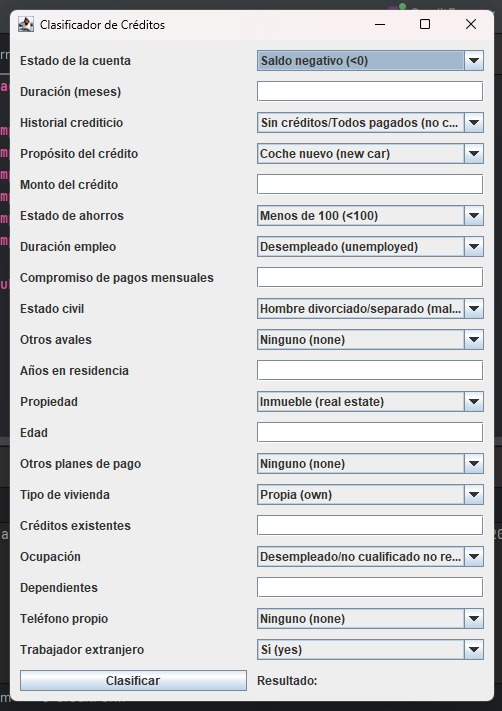 Clasificador de Créditos
Estado de la cuenta Saldo negativo (<0)
Duración (meses)
Historial crediticio Sin créditos/Todos pagados (no c...
Propósito del crédito Coche nuevo (new car)
Monto del crédito
Estado de ahorros Menos de 100 (<100)
Duración empleo Desempleado (unemployed)
Compromiso de pagos mensuales
Estado civil Hombre divorciado/separado (mal...
Otros avales Ninguno (none)
Años en residencia
Propiedad Inmueble (real estate)
Edad
Otros planes de pago Ninguno (none)
Tipo de vivienda Propia (own)
Créditos existentes
Ocupación Desempleado/no cualificado no re...
Dependientes
Teléfono propio Ninguno (none)
Trabajador extranjero Sì (yes)
Clasificar Resultado: